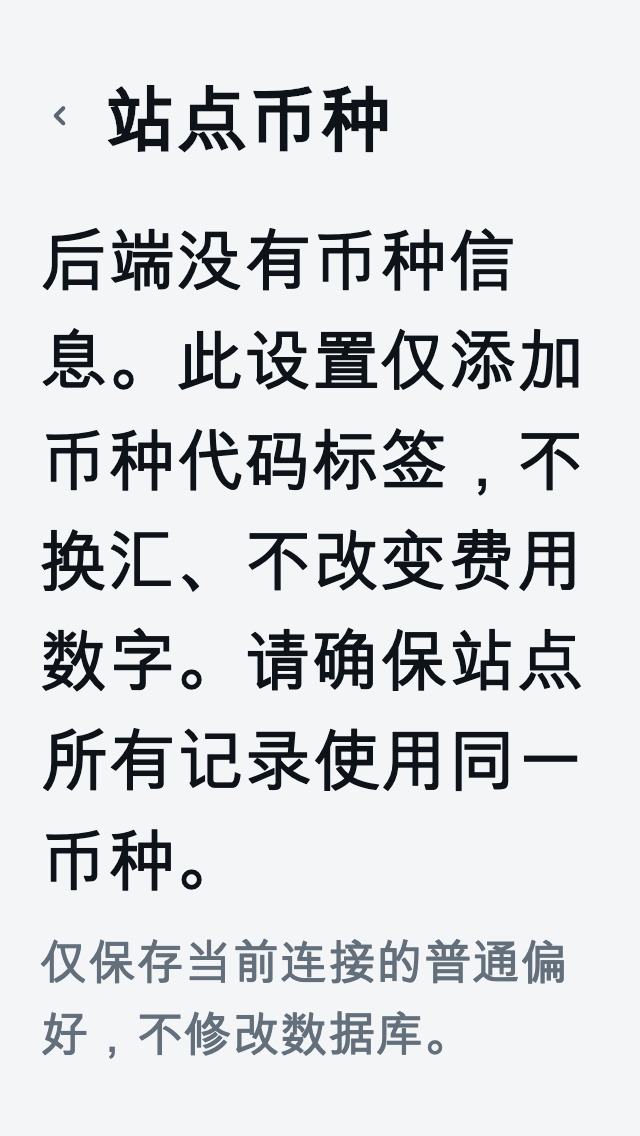 站点币种
后端没有币种信
息。此设置仅添加
币种代码标签，不
换汇、不改变费用
数字。请确保站点
所有记录使用同一
币种。
仅保存当前连接的普通偏
好，不修改数据库。